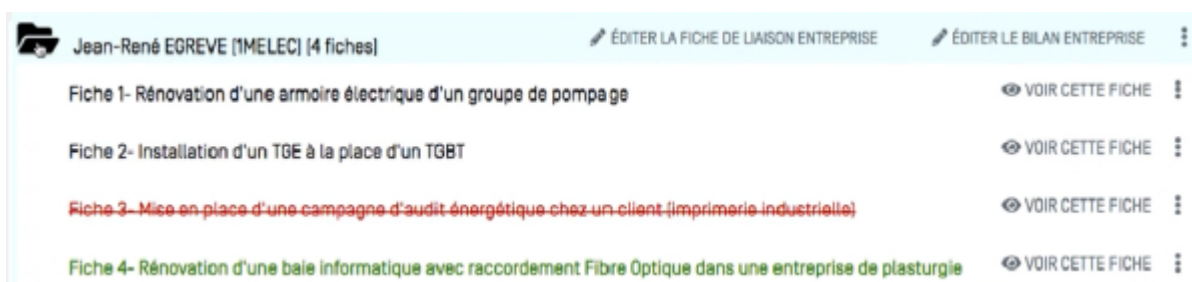 Jean-René EGREVE (1MELEC) (4 fiches) ÉDITER LA FICHE DE LIAISON ENTREPRISE ÉDITER LE BILAN ENTREPRISE
Fiche 1- Rénovation d'une armoire électrique d'un groupe de pompage VOIR CETTE FICHE
Fiche 2- Installation d'un TGE à la place d'un TGBT VOIR CETTE FICHE
Fiche 3- Mise en place d'une campagne d'audit énergétique chez un client (imprimerie industrielle) VOIR CETTE FICHE
Fiche 4- Rénovation d'une baie informatique avec raccordement Fibre Optique dans une entreprise de plasturgie VOIR CETTE FICHE